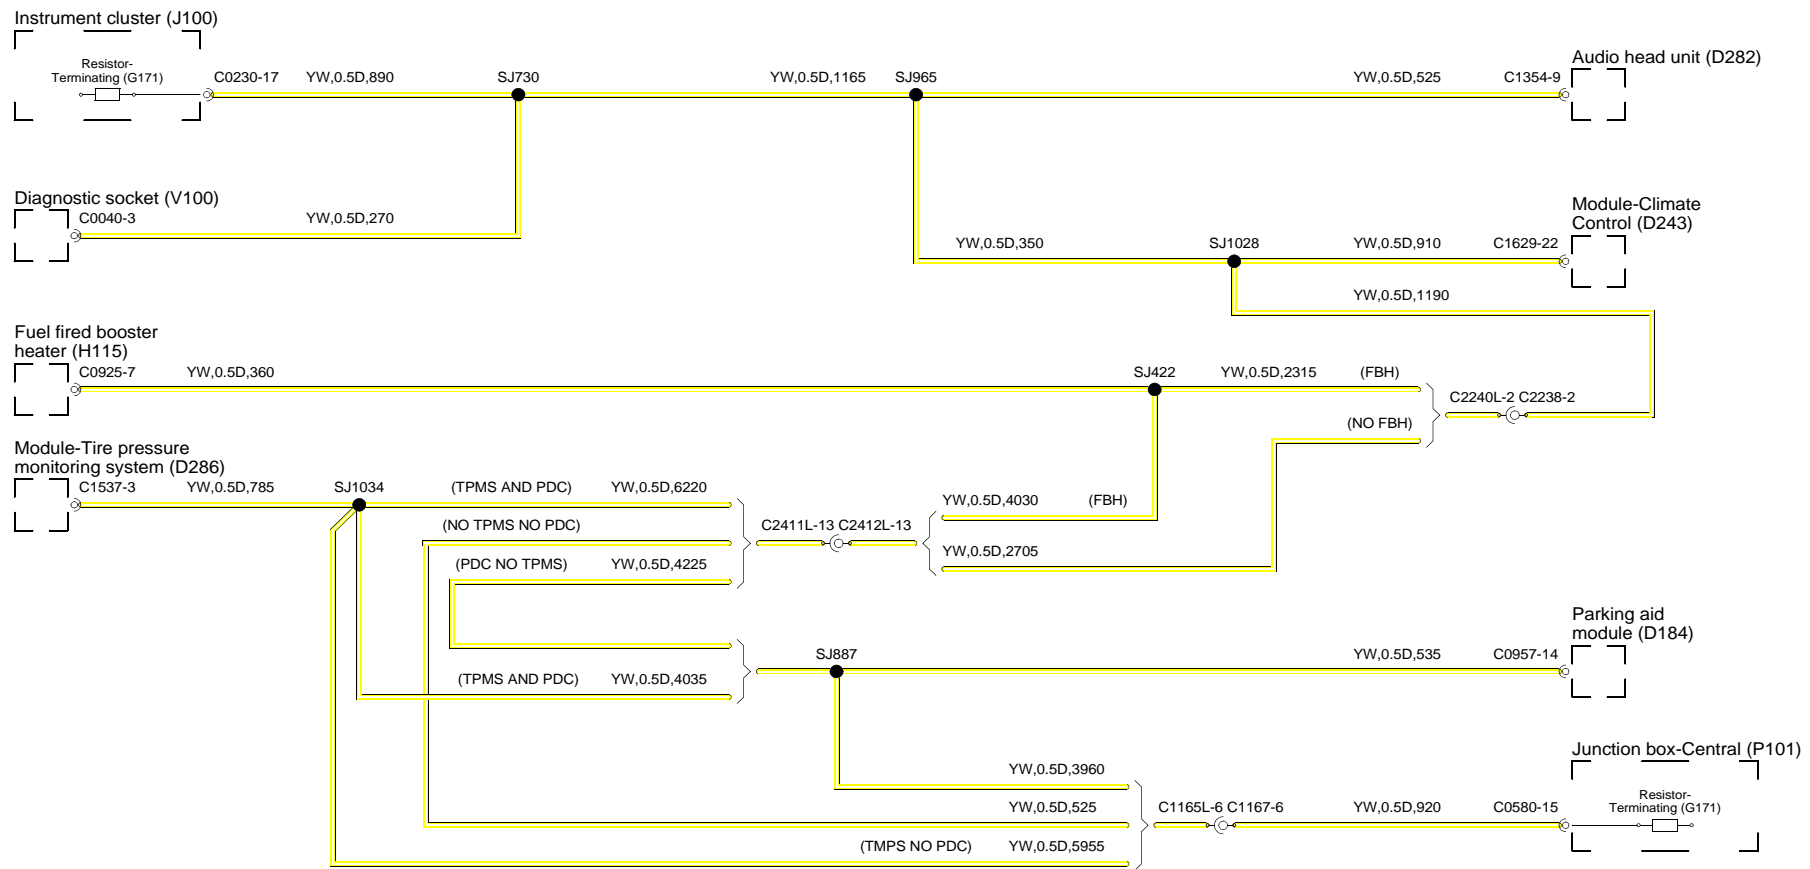 Instrument cluster (J100)
Resistor-
Terminating (G171)
C0230-17
YW,0.5D,890
SJ730
YW,0.5D,1165
SJ965
YW,0.5D,525
C1354-9
Audio head unit (D282)
Diagnostic socket (V100)
C0040-3
YW,0.5D,270
Module-Climate
Control (D243)
YW,0.5D,350
SJ1028
YW,0.5D,910
C1629-22
YW,0.5D,1190
Fuel fired booster
heater (H115)
C0925-7
YW,0.5D,360
SJ422
YW,0.5D,2315
(FBH)
C2240L-2 C2238-2
(NO FBH)
Module-Tire pressure
monitoring system (D286)
C1537-3
YW,0.5D,785
SJ1034
(TPMS AND PDC)
YW,0.5D,6220
(NO TPMS NO PDC)
C2411L-13 C2412L-13
YW,0.5D,4030
(FBH)
YW,0.5D,2705
(PDC NO TPMS)
YW,0.5D,4225
Parking aid
module (D184)
SJ887
YW,0.5D,535
C0957-14
(TPMS AND PDC)
YW,0.5D,4035
Junction box-Central (P101)
YW,0.5D,3960
YW,0.5D,525
C1165L-6 C1167-6
YW,0.5D,920
C0580-15
Resistor-
Terminating (G171)
(TMPS NO PDC)
YW,0.5D,5955